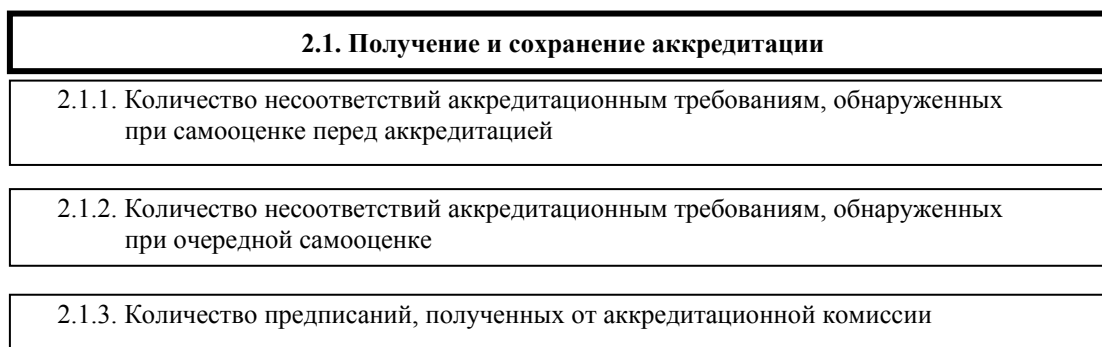 2.1. Получение и сохранение аккредитации
2.1.1. Количество несоответствий аккредитационным требованиям, обнаруженных
при самооценке перед аккредитацией
2.1.2. Количество несоответствий аккредитационным требованиям, обнаруженных
при очередной самооценке
2.1.3. Количество предписаний, полученных от аккредитационной комиссии